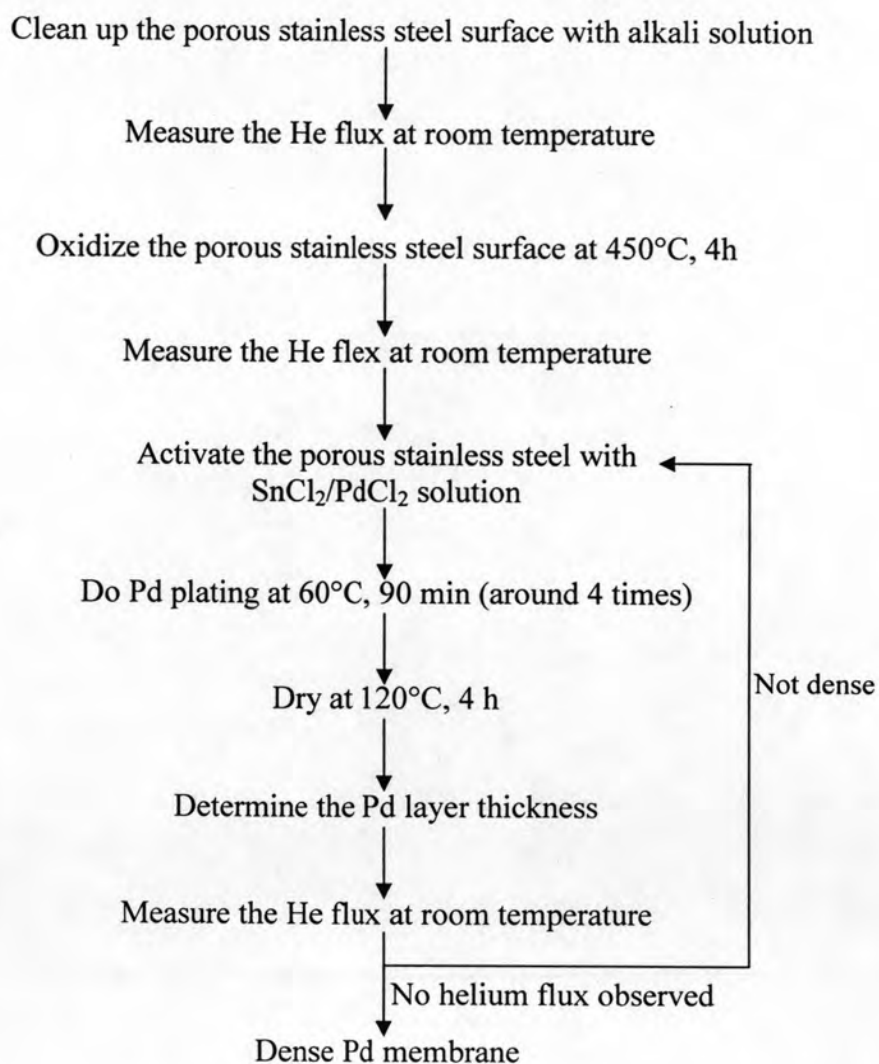 Clean up the porous stainless steel surface with alkali solution
Measure the He flux at room temperature
Oxidize the porous stainless steel surface at 450°C, 4h
Measure the He flex at room temperature
Activate the porous stainless steel with
SnCl₂/PdCl₂ solution
Do Pd plating at 60°C, 90 min (around 4 times)
Not dense
Dry at 120°C, 4 h
Determine the Pd layer thickness
Measure the He flux at room temperature
No helium flux observed
Dense Pd membrane